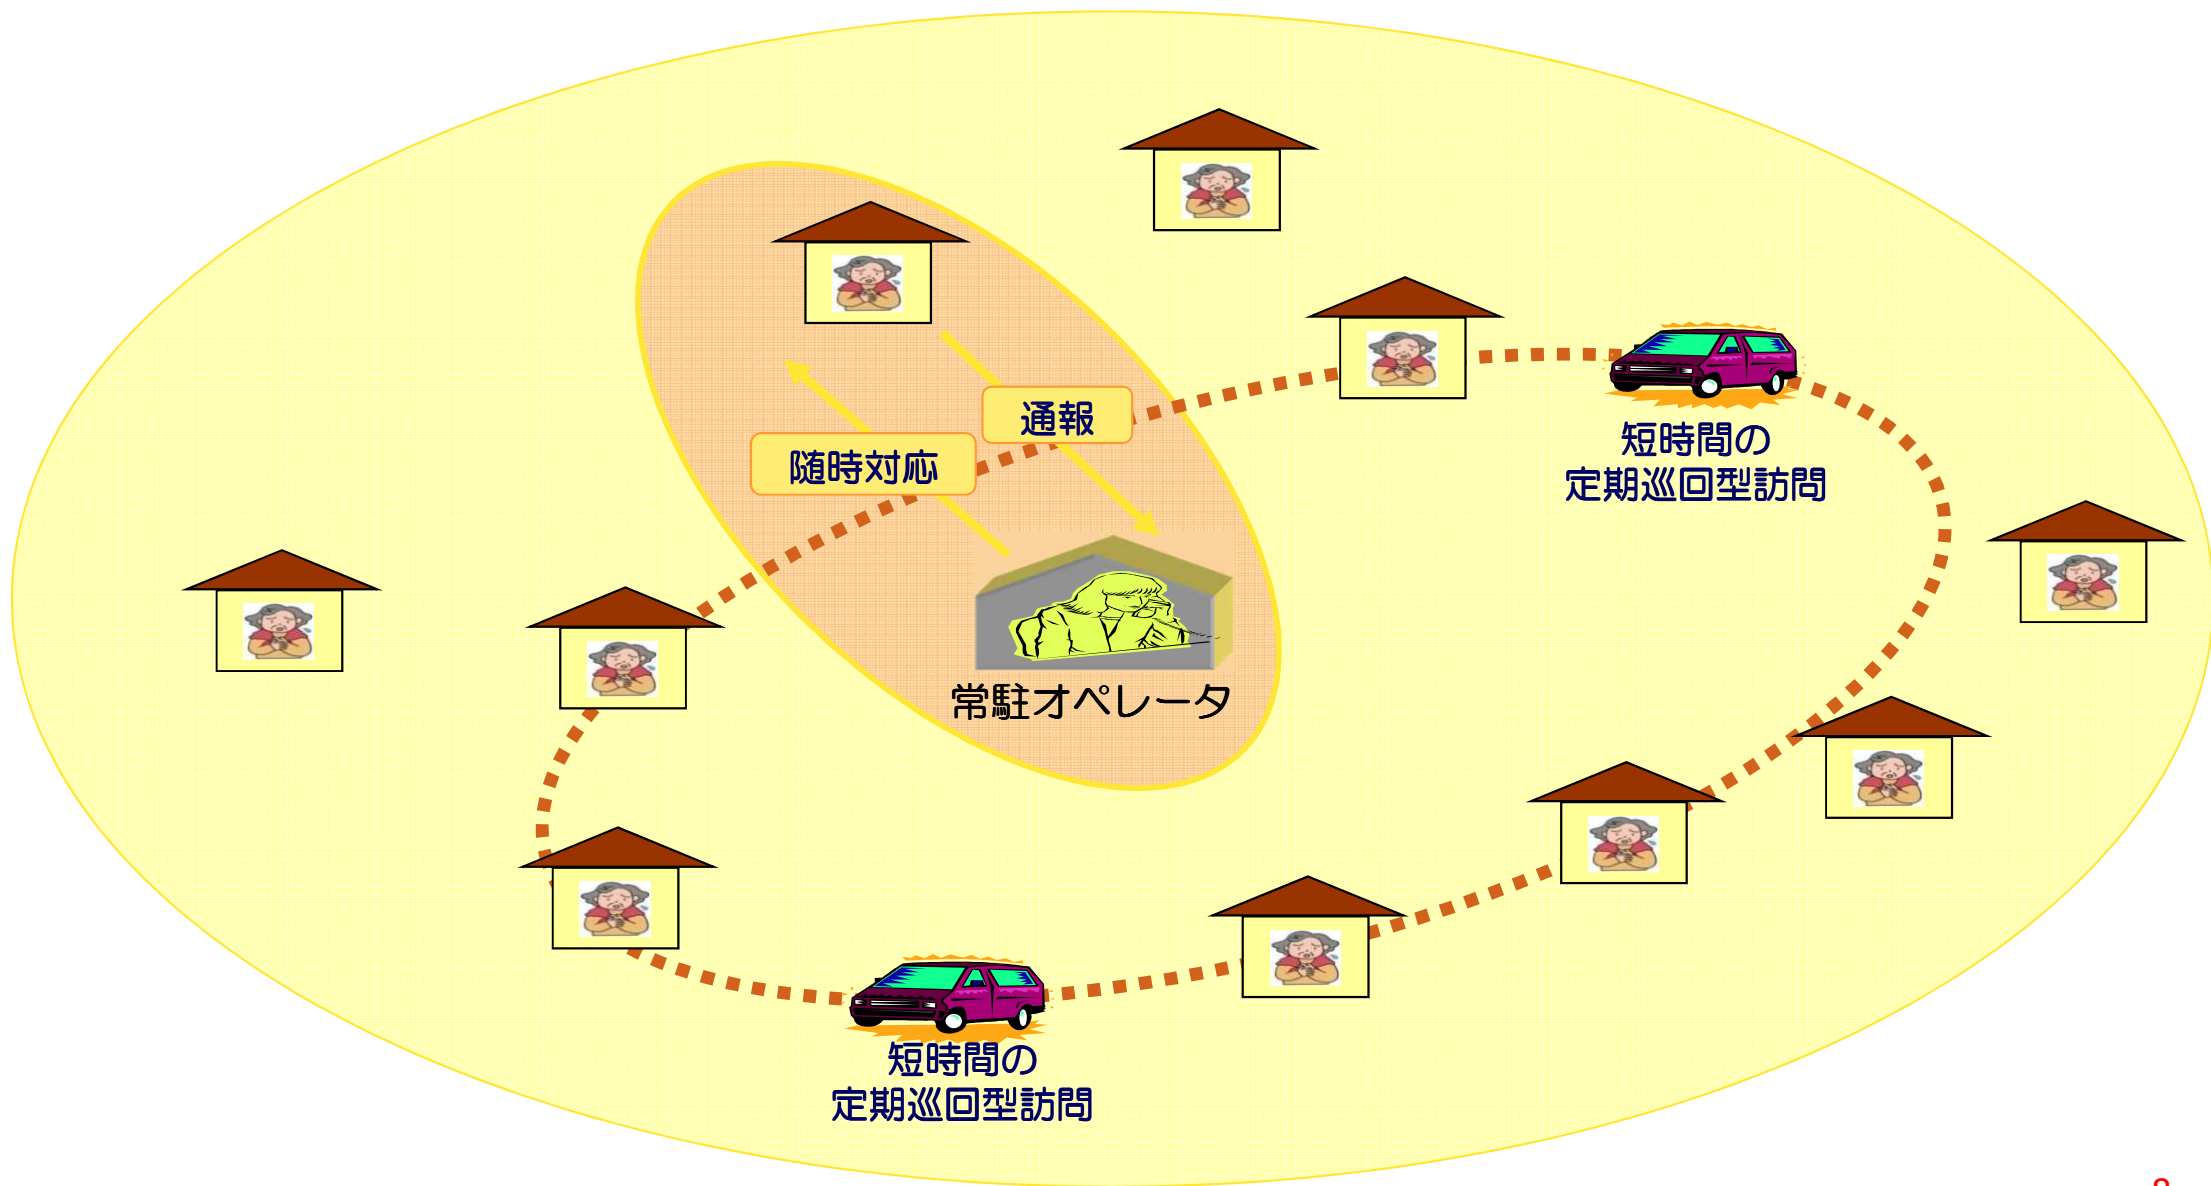 通報
随時対応
短時間の
定期巡回型訪問
常駐オペレータ
短時間の
定期巡回型訪問